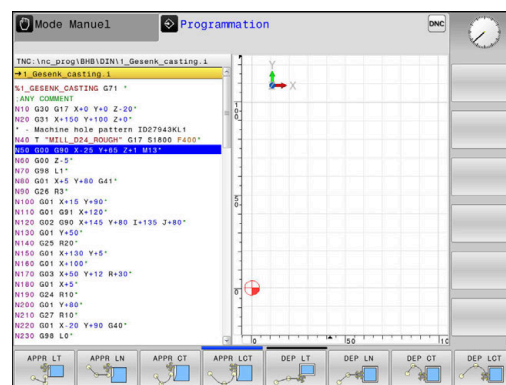 Mode Manuel
Programmation
DNC
TNC:\nc_prog\BHB\DIN\1_Gesenk_casting.i
→1_Gesenk_casting.i
%1_GESENK_CASTING G71 *
;ANY COMMENT
N10 G30 G17 X+0 Y+0 Z-20*
N20 G31 X+150 Y+100 Z+0*
* - Machine hole pattern ID27943KL1
N40 T "MILL_D24_ROUGH" G17 S1800 F400*
N50 G00 G90 X-25 Y+85 Z+1 M13*
N60 G00 Z-5*
N70 G98 L1*
N80 G01 X+5 Y+80 G41*
N90 G26 R3*
N100 G01 X+15 Y+90*
N110 G01 G91 X+120*
N120 G02 G90 X+145 Y+80 I+135 J+80*
N130 G01 Y+50*
N140 G25 R20*
N150 G01 X+130 Y+5*
N160 G01 X+100*
N170 G03 X+50 Y+12 R+30*
N180 G01 X+5*
N190 G24 R10*
N200 G01 Y+80*
N210 G27 R10*
N220 G01 X-20 Y+90 G40*
N230 G98 L0*
Y
X
100
50
0
0
50
10
APPR LT
APPR LN
APPR CT
APPR LCT
DEP LT
DEP LN
DEP CT
DEP LCT